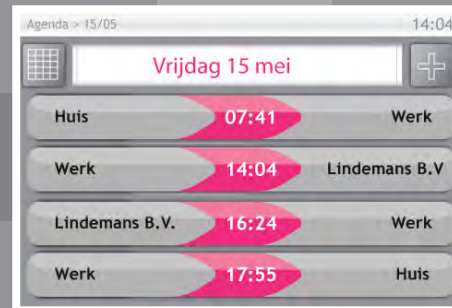 Agenda > 15/05 14:04
Vrijdag 15 mei
Huis 07:41 Werk
Werk 14:04 Lindemans B.V
Lindemans B.V. 16:24 Werk
Werk 17:55 Huis